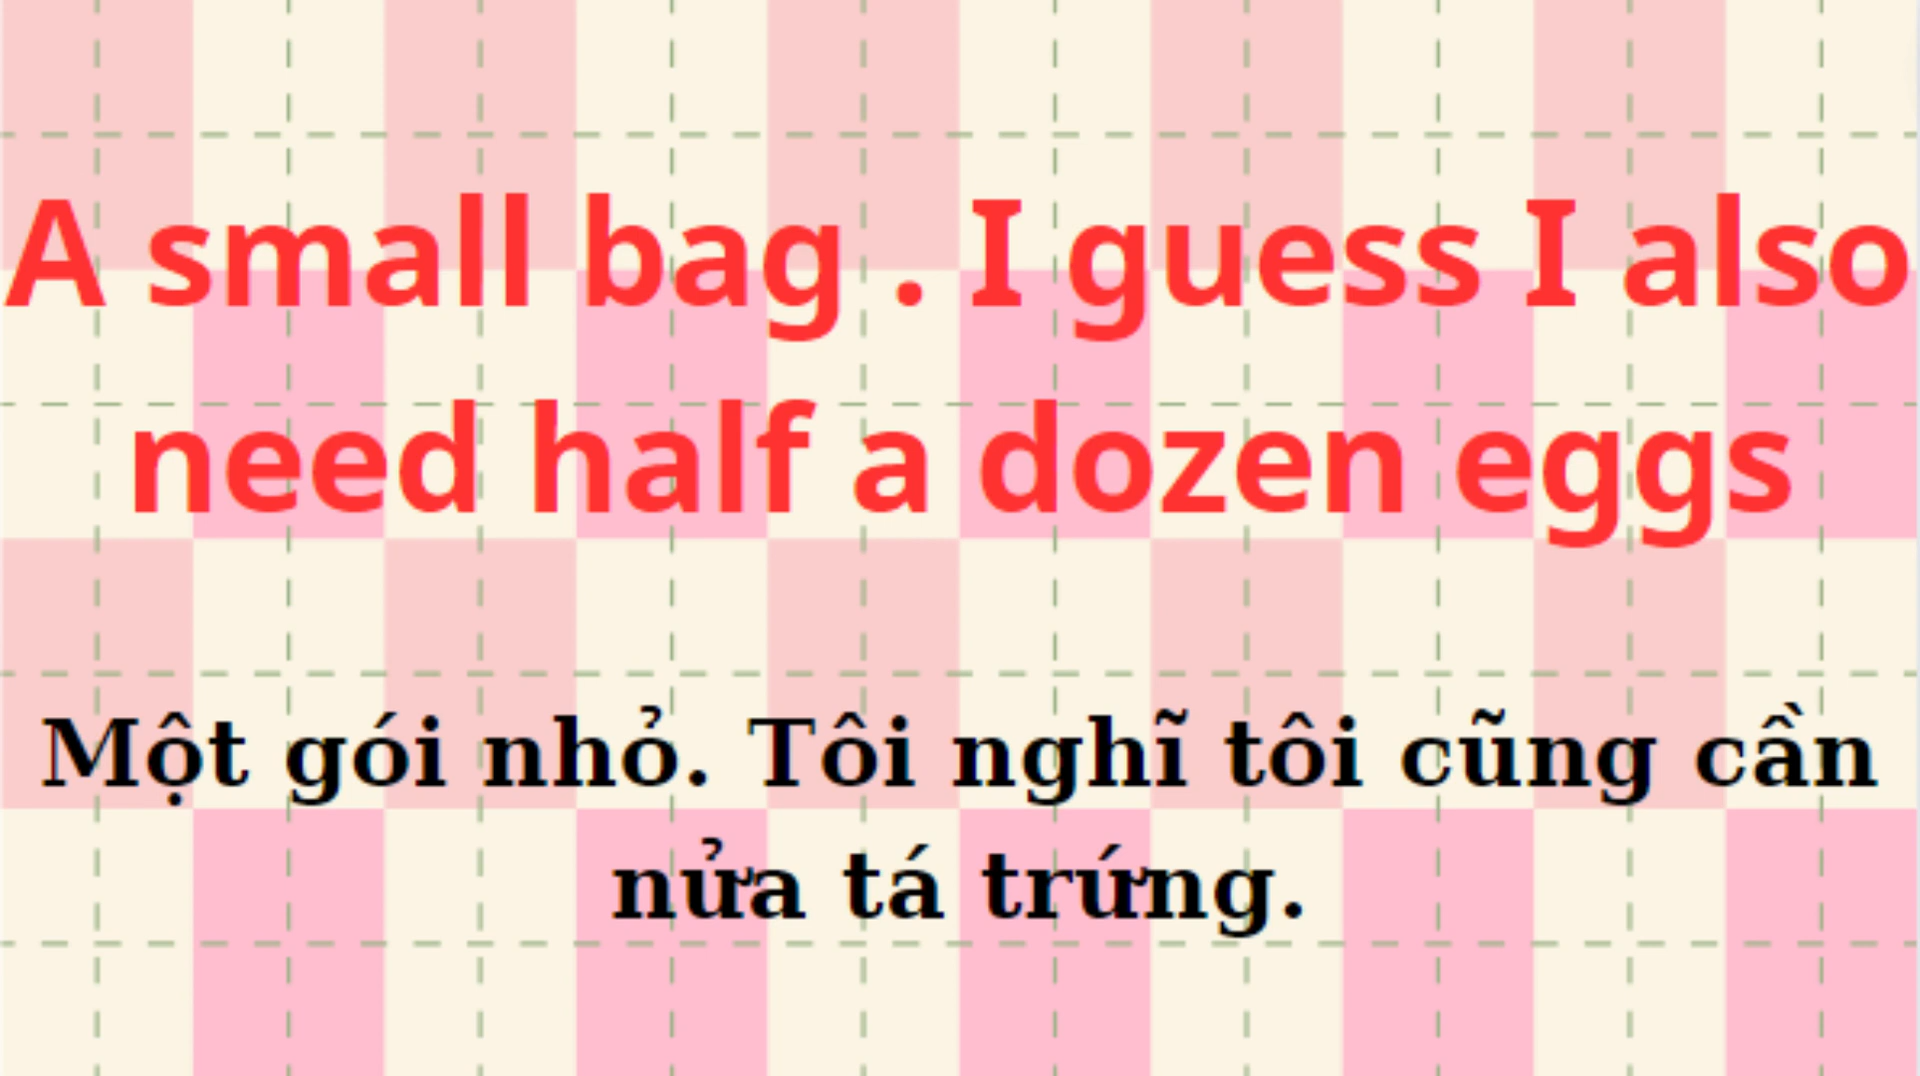 A small bag . I guess I also
need half a dozen eggs
Một gói nhỏ. Tôi nghĩ tôi cũng cần
nửa tá trứng.